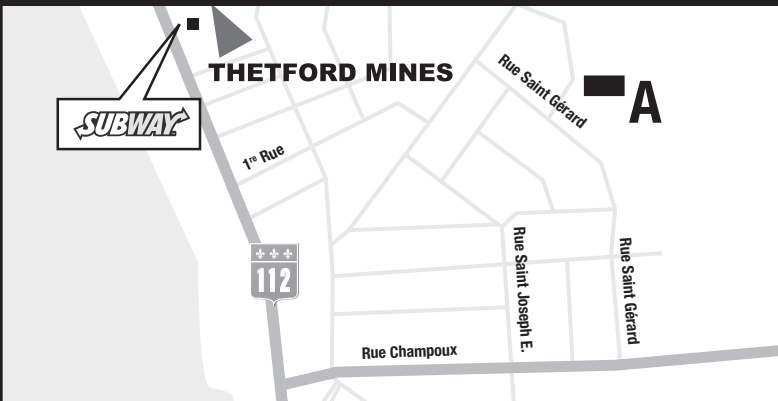 THETFORD MINES
Rue Saint Gérard
A
SUBWAY
1re Rue
112
Rue Saint Joseph E.
Rue Saint Gérard
Rue Champoux